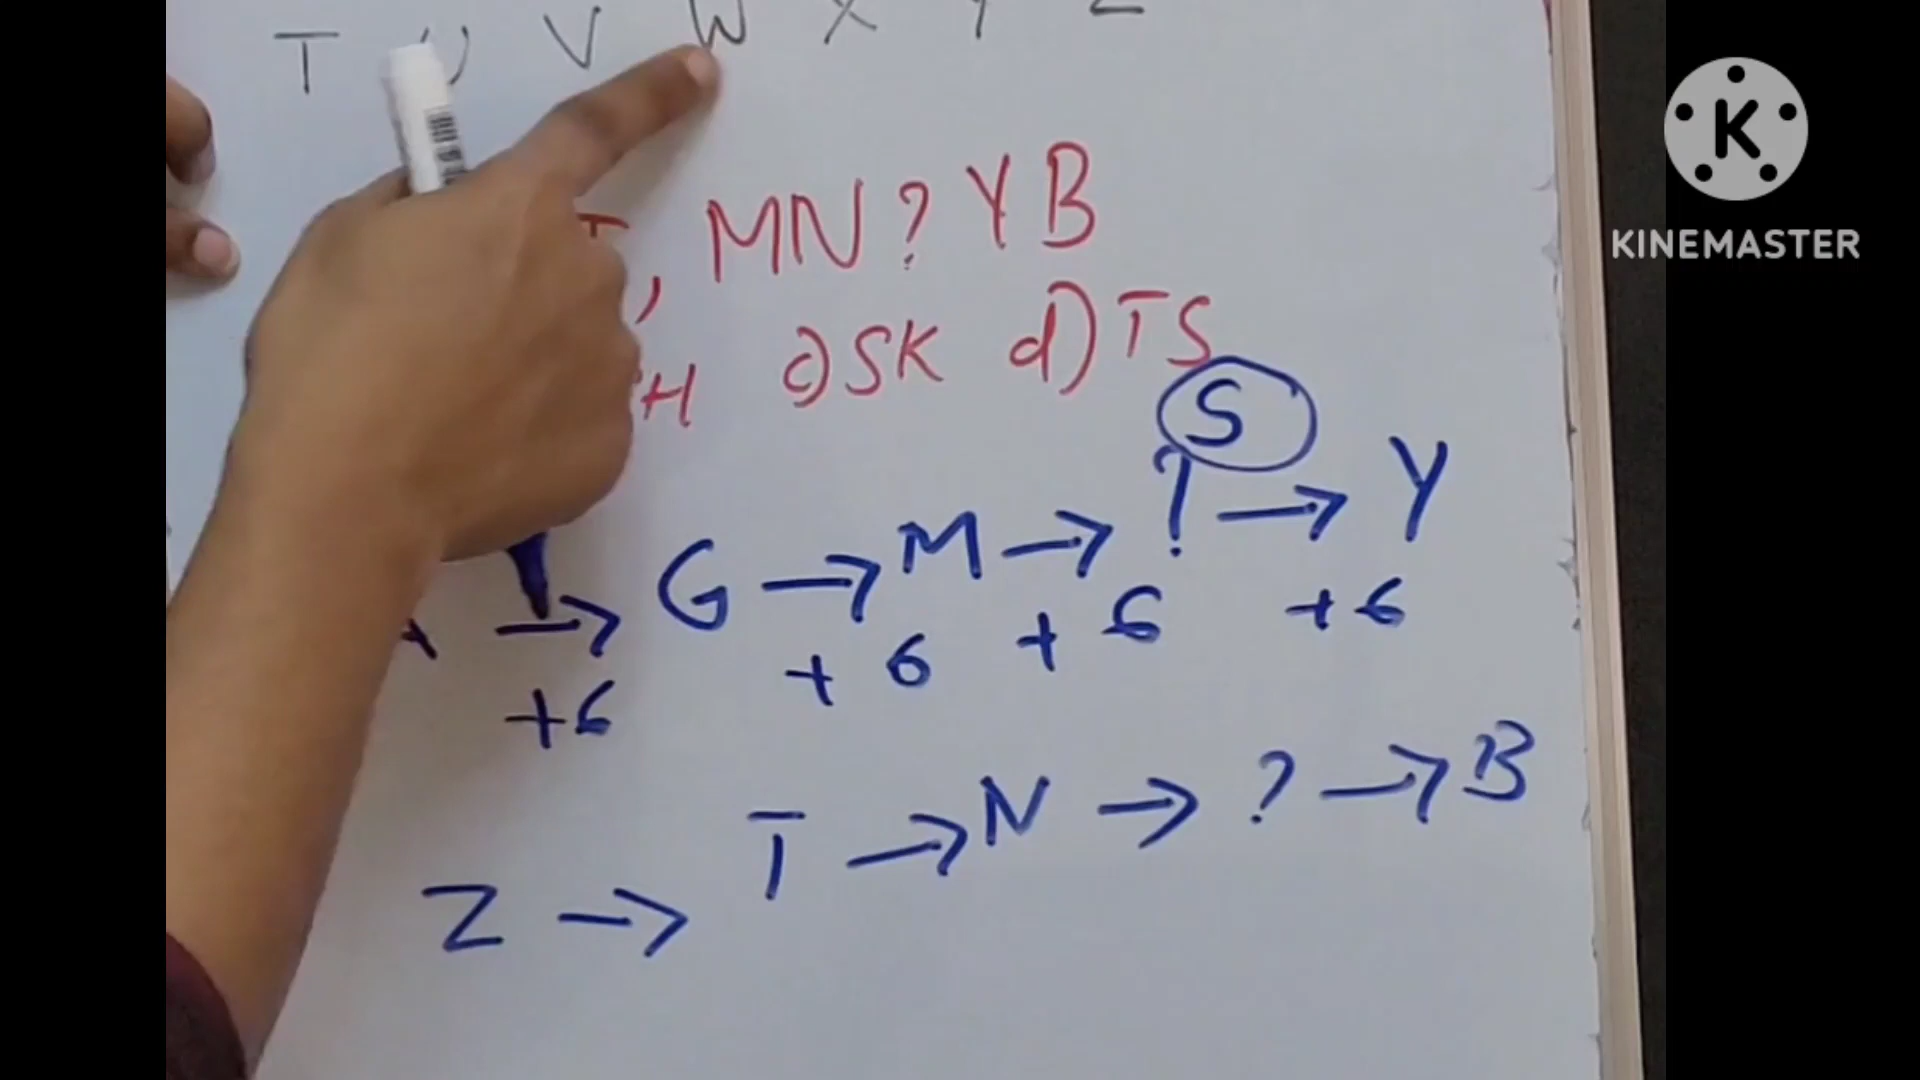 T U V W X Y Z
T, MN ? Y B
H c) SK d) TS
S
G → M → ? → Y
+6 +6 +6 +6
Z → T → N → ? → B
K
KINEMASTER